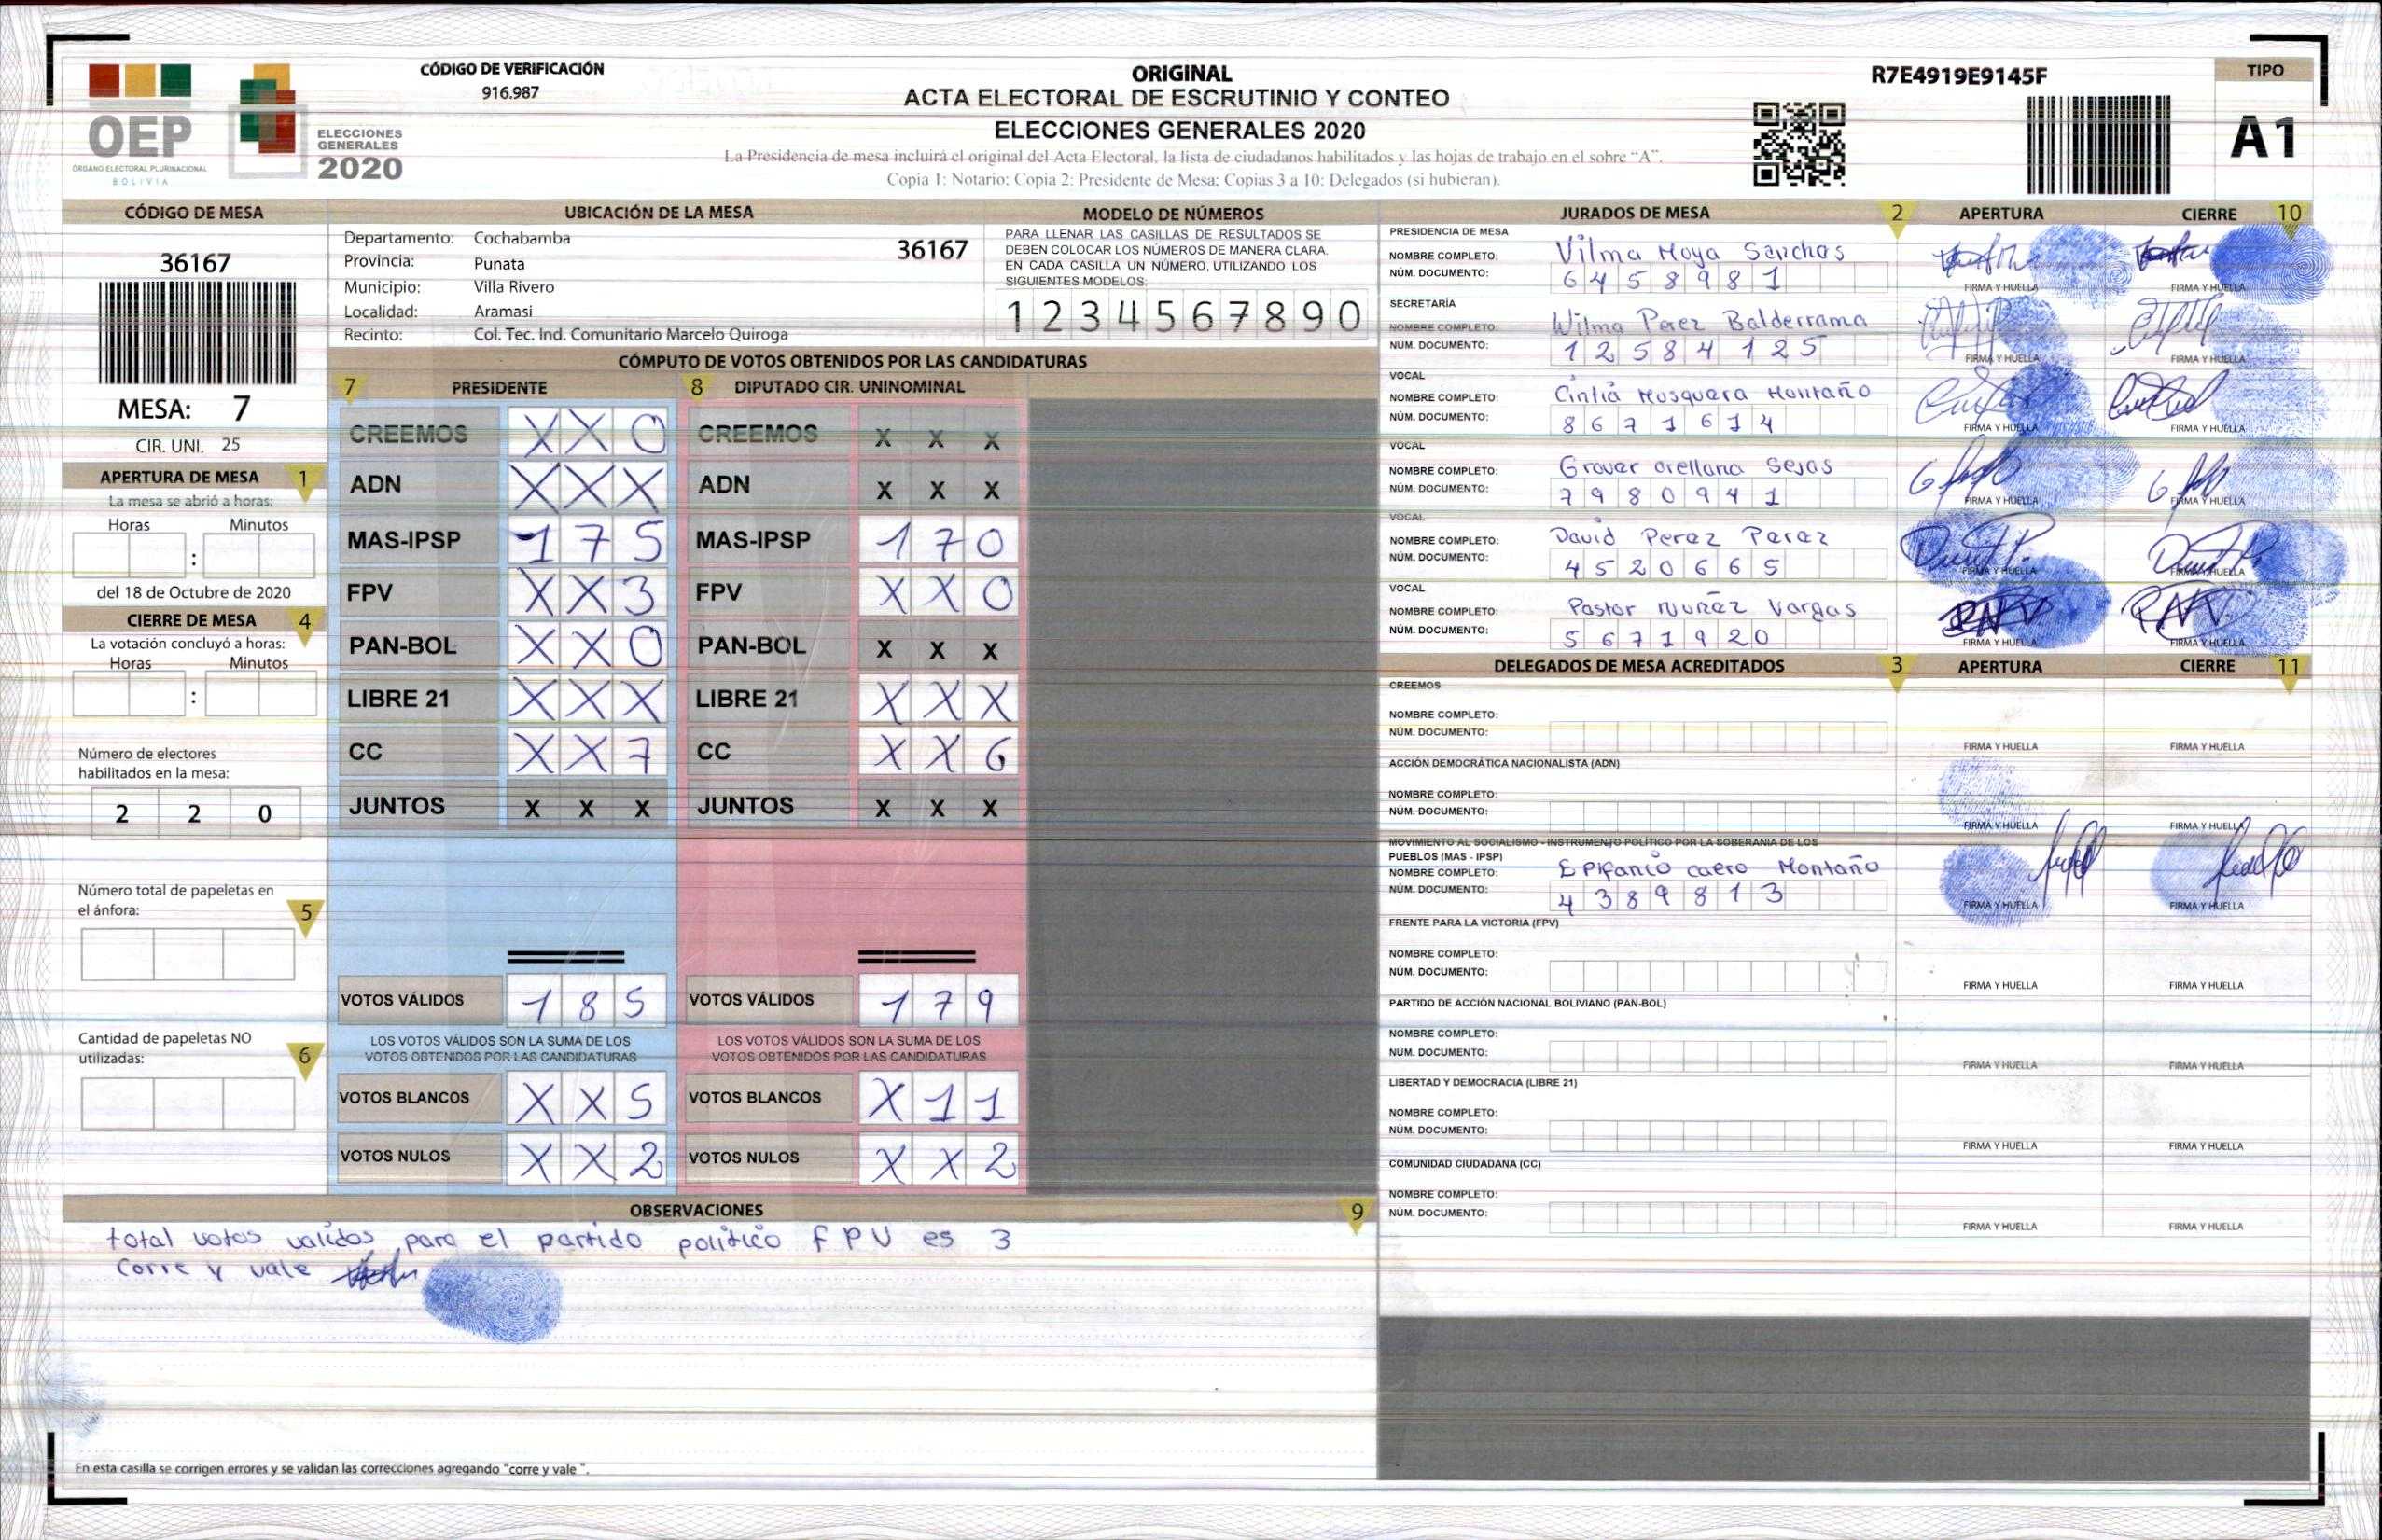 OEP
ÓRGANO ELECTORAL PLURINACIONAL
BOLIVIA
ELECCIONES
GENERALES
2020
CÓDIGO DE VERIFICACIÓN
916.987
ORIGINAL
ACTA ELECTORAL DE ESCRUTINIO Y CONTEO
ELECCIONES GENERALES 2020
La Presidencia de mesa incluirá el original del Acta Electoral, la lista de ciudadanos habilitados y las hojas de trabajo en el sobre “A”.
Copia 1: Notario; Copia 2: Presidente de Mesa; Copias 3 a 10: Delegados (si hubieran).
R7E4919E9145F
TIPO
A1
CÓDIGO DE MESA
36167
MESA: 7
CIR. UNI. 25
APERTURA DE MESA 1
La mesa se abrió a horas:
Horas Minutos
:
del 18 de Octubre de 2020
CIERRE DE MESA 4
La votación concluyó a horas:
Horas Minutos
:
Número de electores
habilitados en la mesa:
2 2 0
Número total de papeletas en
el ánfora: 5
Cantidad de papeletas NO
utilizadas: 6
UBICACIÓN DE LA MESA
Departamento: Cochabamba 36167
Provincia: Punata
Municipio: Villa Rivero
Localidad: Aramasi
Recinto: Col. Tec. Ind. Comunitario Marcelo Quiroga
MODELO DE NÚMEROS
PARA LLENAR LAS CASILLAS DE RESULTADOS SE
DEBEN COLOCAR LOS NÚMEROS DE MANERA CLARA.
EN CADA CASILLA UN NÚMERO, UTILIZANDO LOS
SIGUIENTES MODELOS:
1 2 3 4 5 6 7 8 9 0
CÓMPUTO DE VOTOS OBTENIDOS POR LAS CANDIDATURAS
7 PRESIDENTE 8 DIPUTADO CIR. UNINOMINAL
CREEMOS X X 0 CREEMOS X X X
ADN X X X ADN X X X
MAS-IPSP 1 7 5 MAS-IPSP 1 7 0
FPV X X 3 FPV X X 0
PAN-BOL X X 0 PAN-BOL X X X
LIBRE 21 X X X LIBRE 21 X X X
CC X X 7 CC X X 6
JUNTOS X X X JUNTOS X X X
VOTOS VÁLIDOS 1 8 5 VOTOS VÁLIDOS 1 7 9
LOS VOTOS VÁLIDOS SON LA SUMA DE LOS LOS VOTOS VÁLIDOS SON LA SUMA DE LOS
VOTOS OBTENIDOS POR LAS CANDIDATURAS VOTOS OBTENIDOS POR LAS CANDIDATURAS
VOTOS BLANCOS X X 5 VOTOS BLANCOS X 1 1
VOTOS NULOS X X 2 VOTOS NULOS X X 2
OBSERVACIONES 9
total votos validos para el partido politico FPV es 3
Corre y vale
En esta casilla se corrigen errores y se validan las correcciones agregando "corre y vale ".
JURADOS DE MESA 2 APERTURA CIERRE 10
PRESIDENCIA DE MESA
NOMBRE COMPLETO: Vilma Moya Sanchas
NÚM. DOCUMENTO: 6 4 5 8 9 8 1 FIRMA Y HUELLA FIRMA Y HUELLA
SECRETARÍA
NOMBRE COMPLETO: Wilma Perez Balderrama
NÚM. DOCUMENTO: 1 2 5 8 4 1 2 5 FIRMA Y HUELLA FIRMA Y HUELLA
VOCAL
NOMBRE COMPLETO: Cintia Musquera Montaño
NÚM. DOCUMENTO: 8 6 7 1 6 1 4 FIRMA Y HUELLA FIRMA Y HUELLA
VOCAL
NOMBRE COMPLETO: Grover orellana Sejas
NÚM. DOCUMENTO: 7 9 8 0 9 4 1 FIRMA Y HUELLA FIRMA Y HUELLA
VOCAL
NOMBRE COMPLETO: David Perez Perez
NÚM. DOCUMENTO: 4 5 2 0 6 6 5 FIRMA Y HUELLA FIRMA Y HUELLA
VOCAL
NOMBRE COMPLETO: Pastor nuñez Vargas
NÚM. DOCUMENTO: 5 6 7 1 9 2 0 FIRMA Y HUELLA FIRMA Y HUELLA
DELEGADOS DE MESA ACREDITADOS 3 APERTURA CIERRE 11
CREEMOS
NOMBRE COMPLETO:
NÚM. DOCUMENTO: FIRMA Y HUELLA FIRMA Y HUELLA
ACCIÓN DEMOCRÁTICA NACIONALISTA (ADN)
NOMBRE COMPLETO:
NÚM. DOCUMENTO: FIRMA Y HUELLA FIRMA Y HUELLA
MOVIMIENTO AL SOCIALISMO - INSTRUMENTO POLÍTICO POR LA SOBERANIA DE LOS
PUEBLOS (MAS - IPSP)
NOMBRE COMPLETO: Epifancio caero Montaño
NÚM. DOCUMENTO: 4 3 8 9 8 1 3 FIRMA Y HUELLA FIRMA Y HUELLA
FRENTE PARA LA VICTORIA (FPV)
NOMBRE COMPLETO:
NÚM. DOCUMENTO: FIRMA Y HUELLA FIRMA Y HUELLA
PARTIDO DE ACCIÓN NACIONAL BOLIVIANO (PAN-BOL)
NOMBRE COMPLETO:
NÚM. DOCUMENTO: FIRMA Y HUELLA FIRMA Y HUELLA
LIBERTAD Y DEMOCRACIA (LIBRE 21)
NOMBRE COMPLETO:
NÚM. DOCUMENTO: FIRMA Y HUELLA FIRMA Y HUELLA
COMUNIDAD CIUDADANA (CC)
NOMBRE COMPLETO:
NÚM. DOCUMENTO: FIRMA Y HUELLA FIRMA Y HUELLA